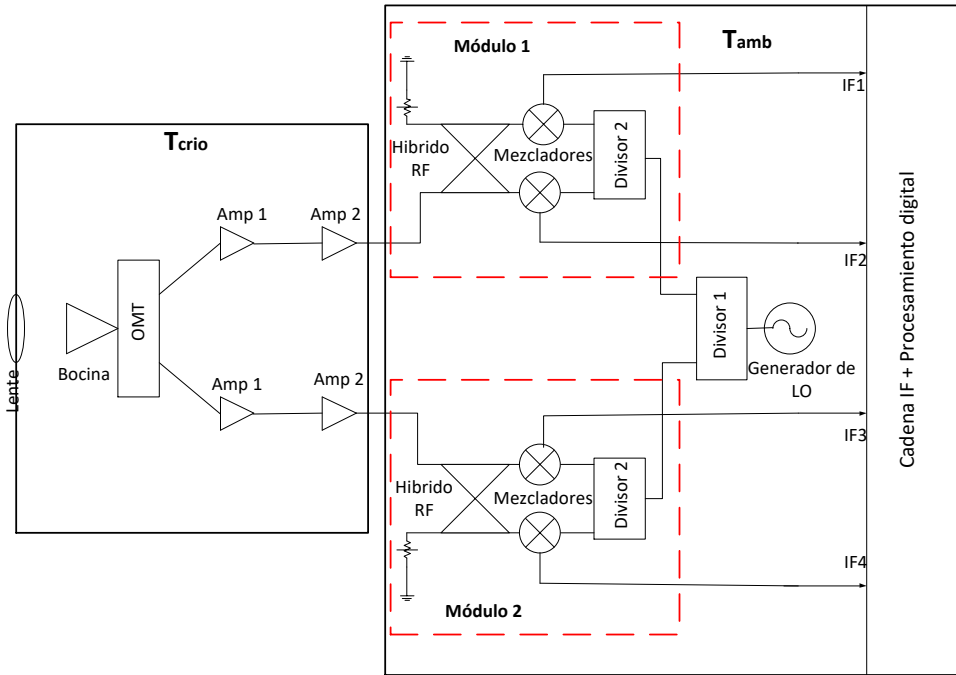 Módulo 1
Tamb
IF1
Tcrio
Hibrido
RF
Mezcladores
Divisor 2
Amp 1
Amp 2
IF2
Lente
Bocina
OMT
Divisor 1
Generador de
LO
Cadena IF + Procesamiento digital
Amp 1
Amp 2
IF3
Hibrido
RF
Mezcladores
Divisor 2
IF4
Módulo 2